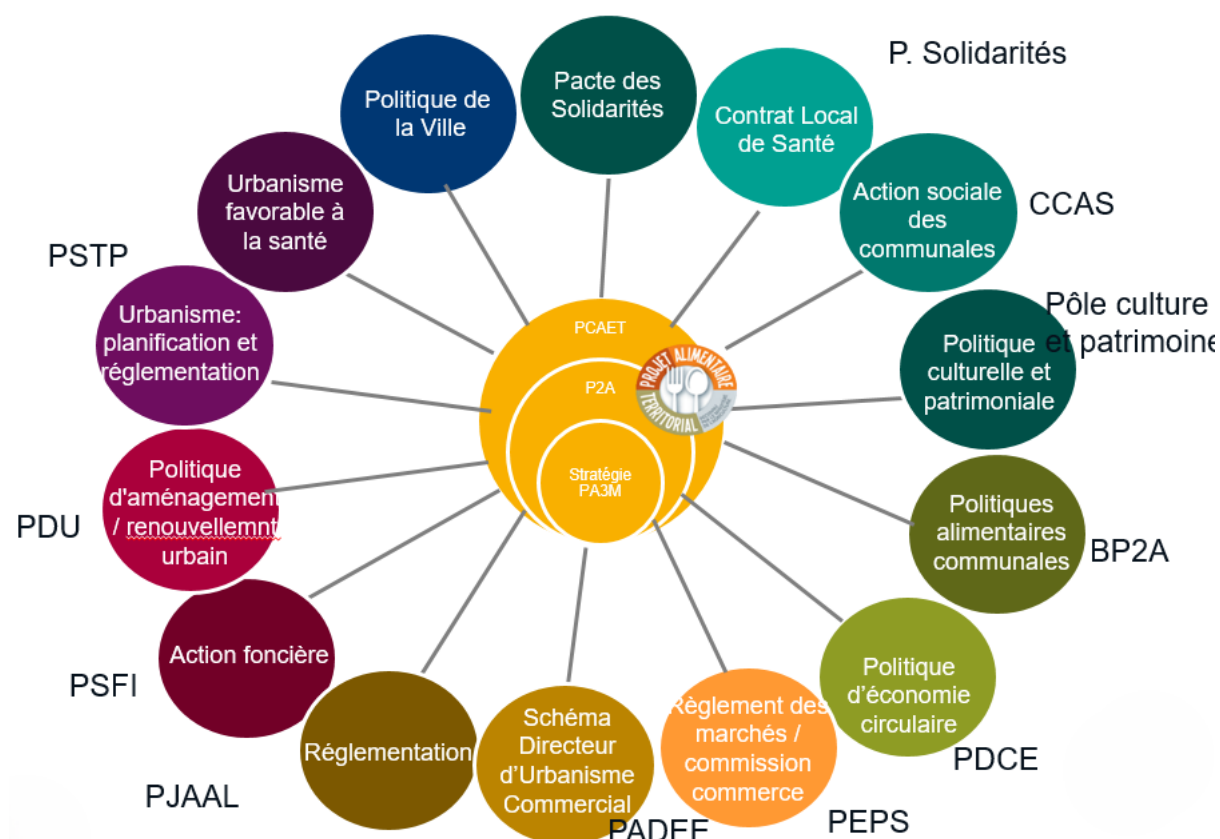 P. Solidarités
Pacte des
Solidarités
Politique de
la Ville
Contrat Local
de Santé
Urbanisme
favorable à
la santé
Action sociale
des
communales
CCAS
PSTP
Urbanisme:
planification et
réglementation
Pôle culture
et patrimoine
Politique
culturelle et
patrimoniale
PCAET
P2A
PROJET ALIMENTAIRE
TERRITORIAL
Stratégie
PA3M
Politique
d'aménagement
/ renouvellemnt
urbain
PDU
Politiques
alimentaires
communales
BP2A
Action foncière
PSFI
Politique
d'économie
circulaire
PDCE
Réglementation
PJAAL
Schéma
Directeur
d'Urbanisme
Commercial
PADEE
Règlement des
marchés /
commission
commerce
PEPS